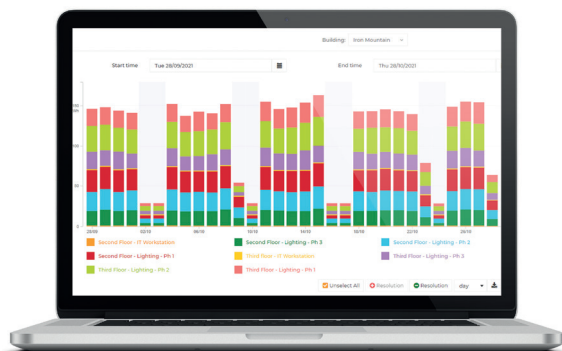 Building: Iron Mountain
Start time Tue 28/09/2021 End time Thu 28/10/2021
150
100
50
0
28/09 02/10 06/10 10/10 14/10 18/10 22/10 26/10
Second Floor - IT Workstation Second Floor - Lighting - Ph 3 Second Floor - Lighting - Ph 2
Second Floor - Lighting - Ph 1 Third floor - IT Workstation Third Floor - Lighting - Ph 3
Third Floor - Lighting - Ph 2 Third Floor - Lighting - Ph 1
Unselect All Resolution Resolution day